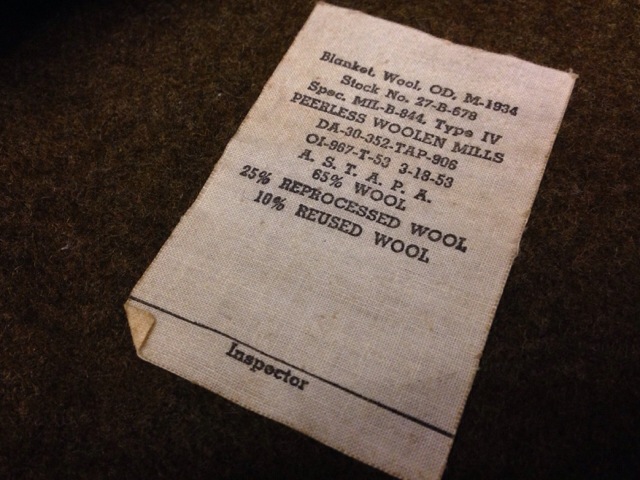 Blanket, Wool, OD, M-1934
Stock No. 27-B-678
Spec. MIL-B-844, Type IV
PEERLESS WOOLEN MILLS
DA-30-352-TAP-906
OI-967-T-53 3-18-53
A. S. T. A. P. A.
65% WOOL
25% REPROCESSED WOOL
10% REUSED WOOL
Inspector